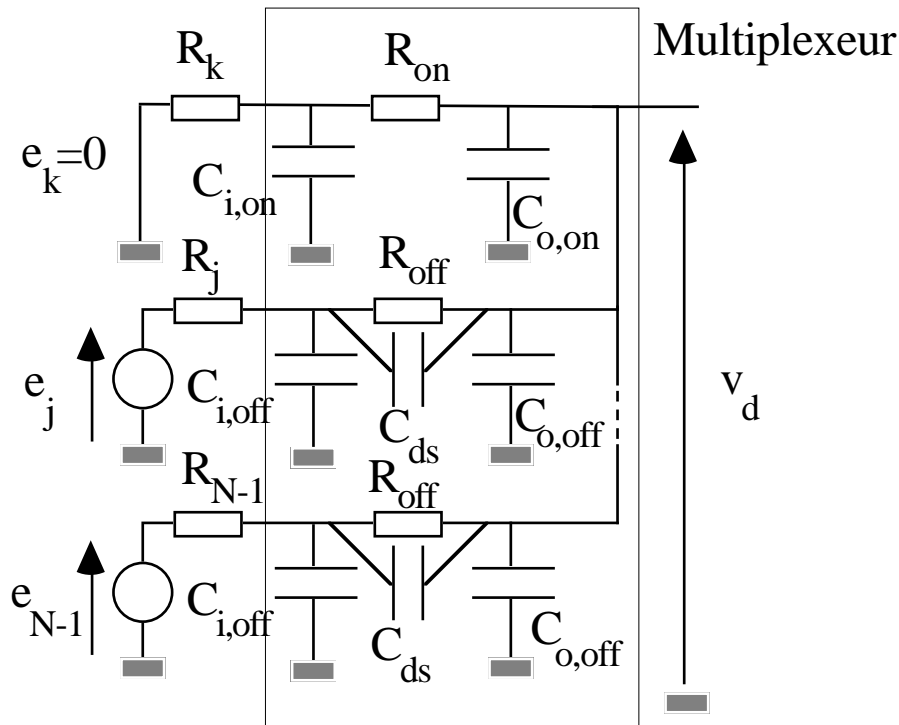 Multiplexeur
R_k
R_on
e_k=0
C_i,on
C_o,on
R_j
R_off
e_j
C_i,off
C_ds
C_o,off
v_d
R_N-1
R_off
e_N-1
C_i,off
C_ds
C_o,off